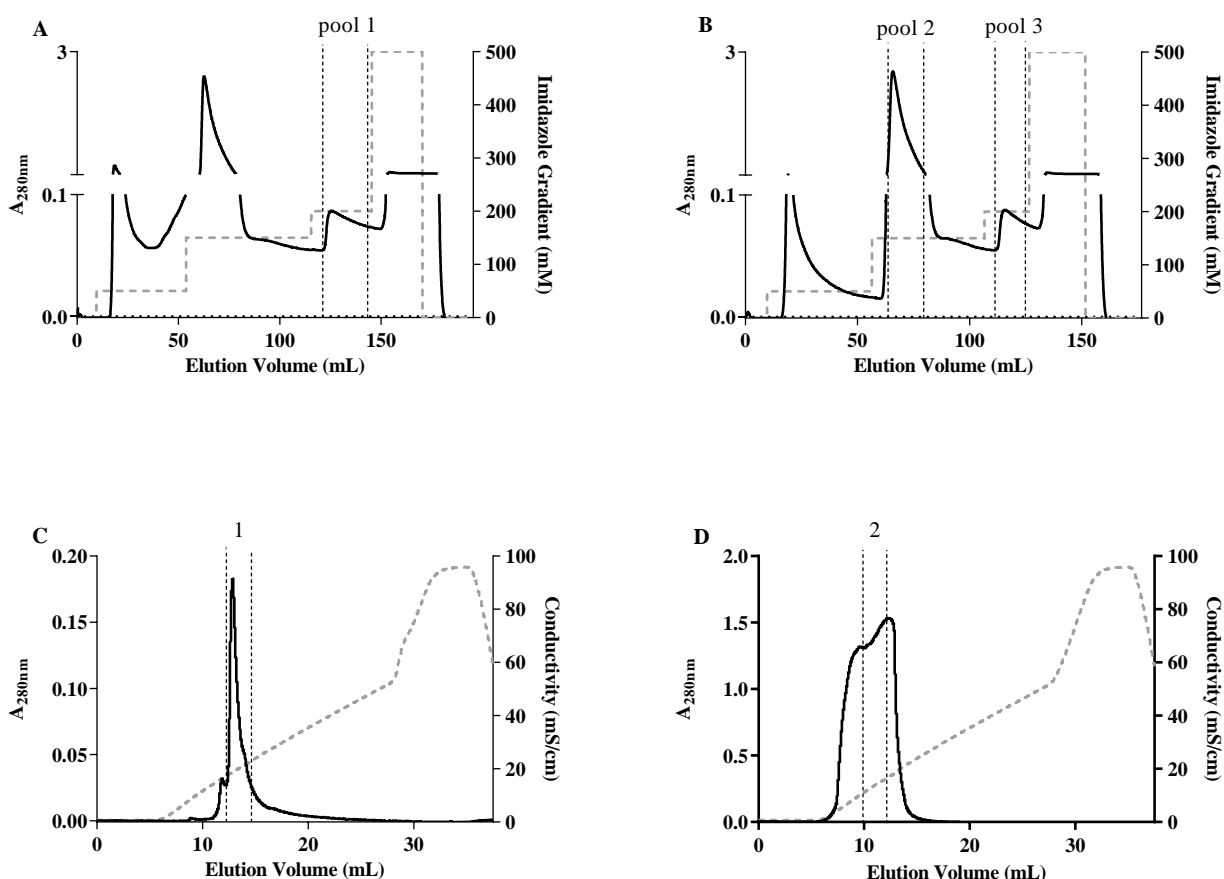 A
pool 1
3
0.1
0.0
A280nm
500
400
300
200
100
0
Imidazole Gradient (mM)
0 50 100 150
Elution Volume (mL)
B
pool 2 pool 3
3
0.1
0.0
A280nm
500
400
300
200
100
0
Imidazole Gradient (mM)
0 50 100 150
Elution Volume (mL)
C
1
0.20
0.15
0.10
0.05
0.00
A280nm
100
80
60
40
20
0
Conductivity (mS/cm)
0 10 20 30
Elution Volume (mL)
D
2
2.0
1.5
1.0
0.5
0.0
A280nm
100
80
60
40
20
0
Conductivity (mS/cm)
0 10 20 30
Elution Volume (mL)